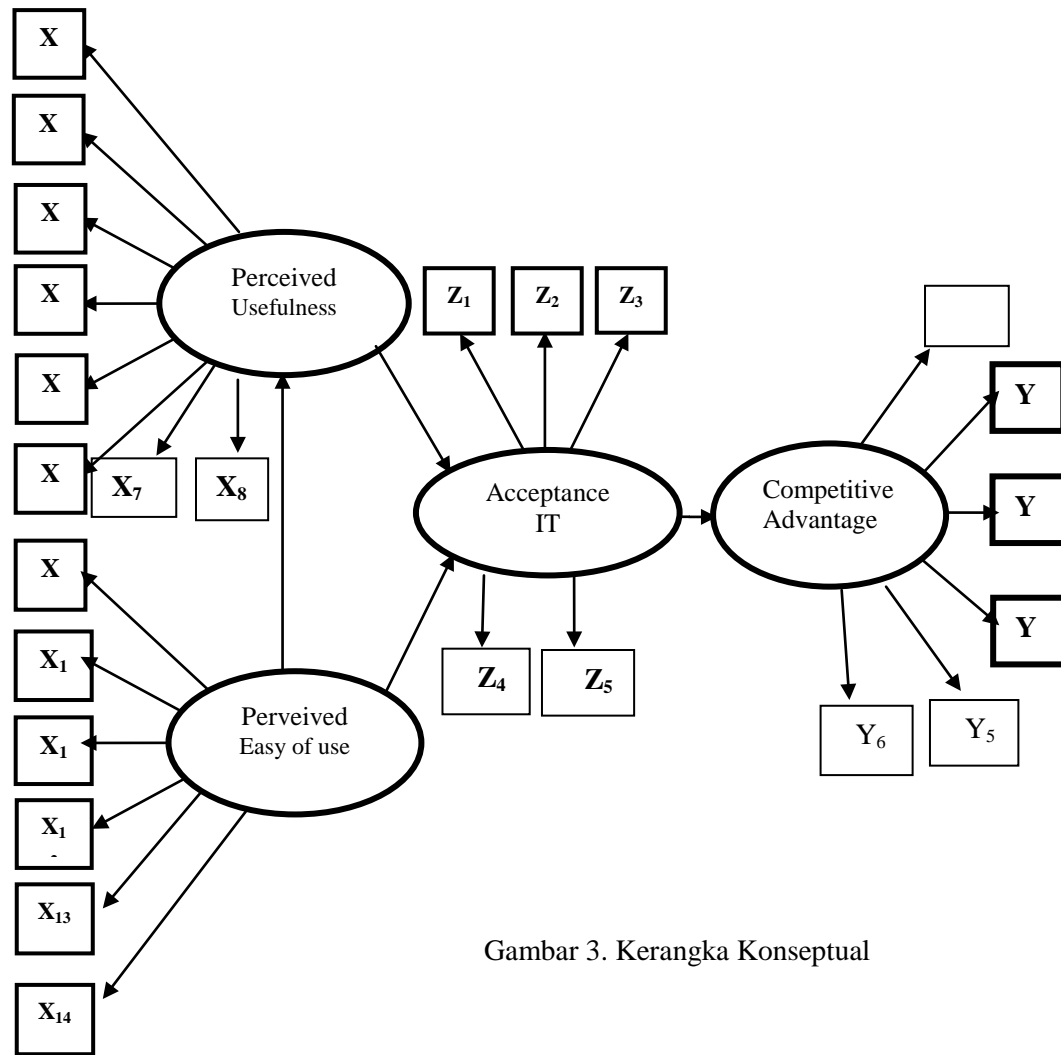 X
X
X
X
X
X
X₇
X₈
Perceived
Usefulness
Z₁
Z₂
Z₃
Acceptance
IT
Z₄
Z₅
Competitive
Advantage
Y
Y
Y
Y₆
Y₅
X
X₁
X₁
X₁
X₁₃
X₁₄
Perveived
Easy of use
Gambar 3. Kerangka Konseptual